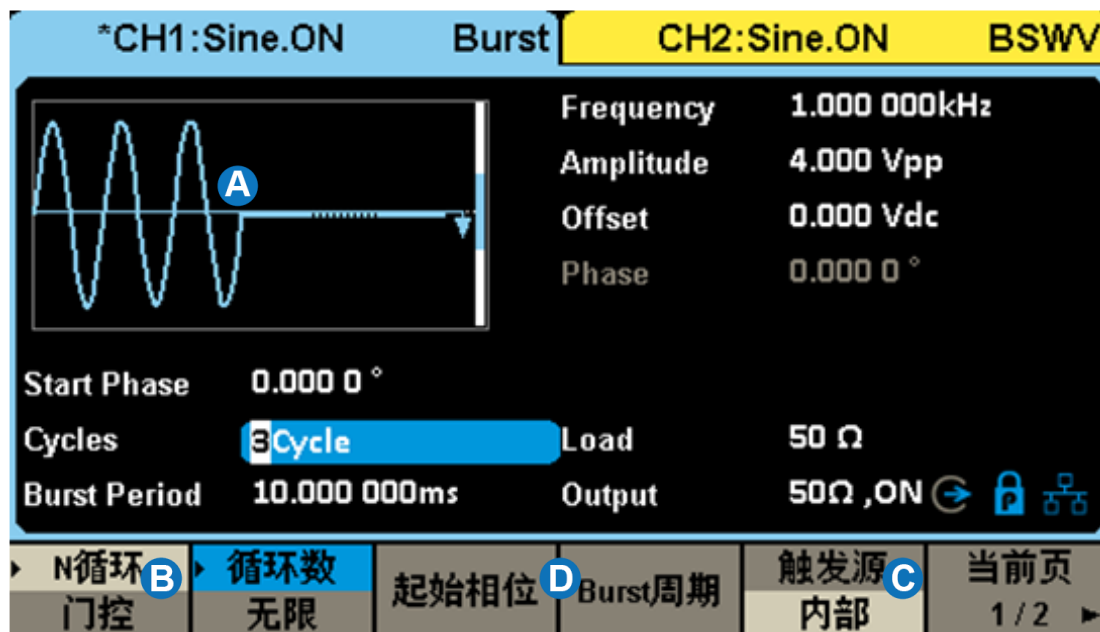 *CH1:Sine.ON Burst CH2:Sine.ON BSWV
Frequency 1.000 000kHz
A
Amplitude 4.000 Vpp
Offset 0.000 Vdc
Phase 0.000 0 °
Start Phase 0.000 0 °
Cycles 3Cycle Load 50 Ω
Burst Period 10.000 000ms Output 50Ω ,ON P
N循环 B 循环数 起始相位 D Burst周期 触发源 C 当前页
门控 无限 内部 1 / 2